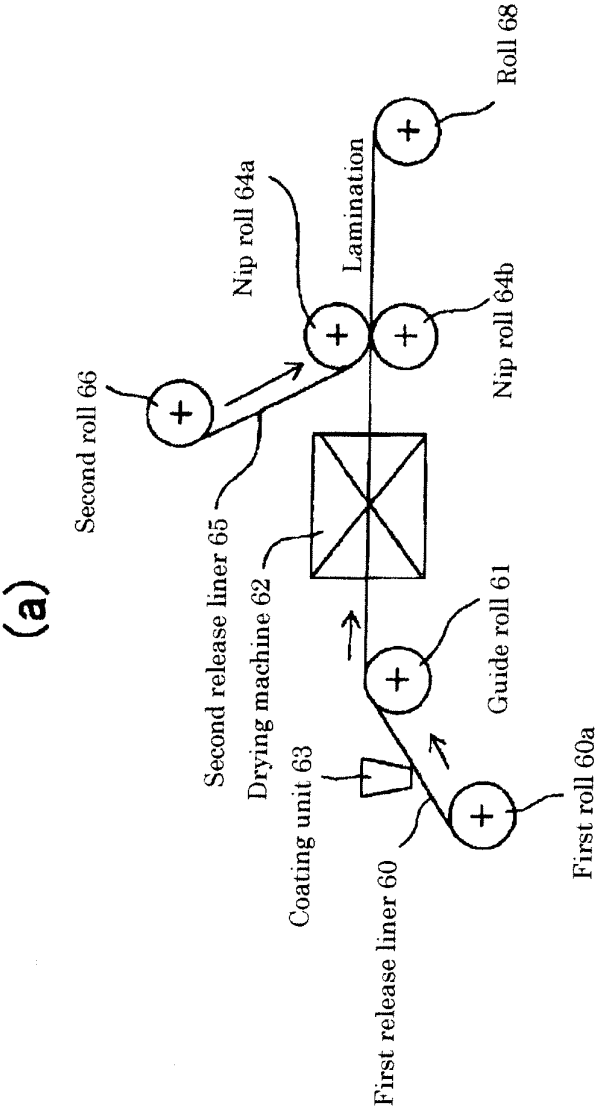 (a)
Second roll 66
Nip roll 64a
Roll 68
Lamination
Second release liner 65
Drying machine 62
Nip roll 64b
Coating unit 63
Guide roll 61
First release liner 60
First roll 60a